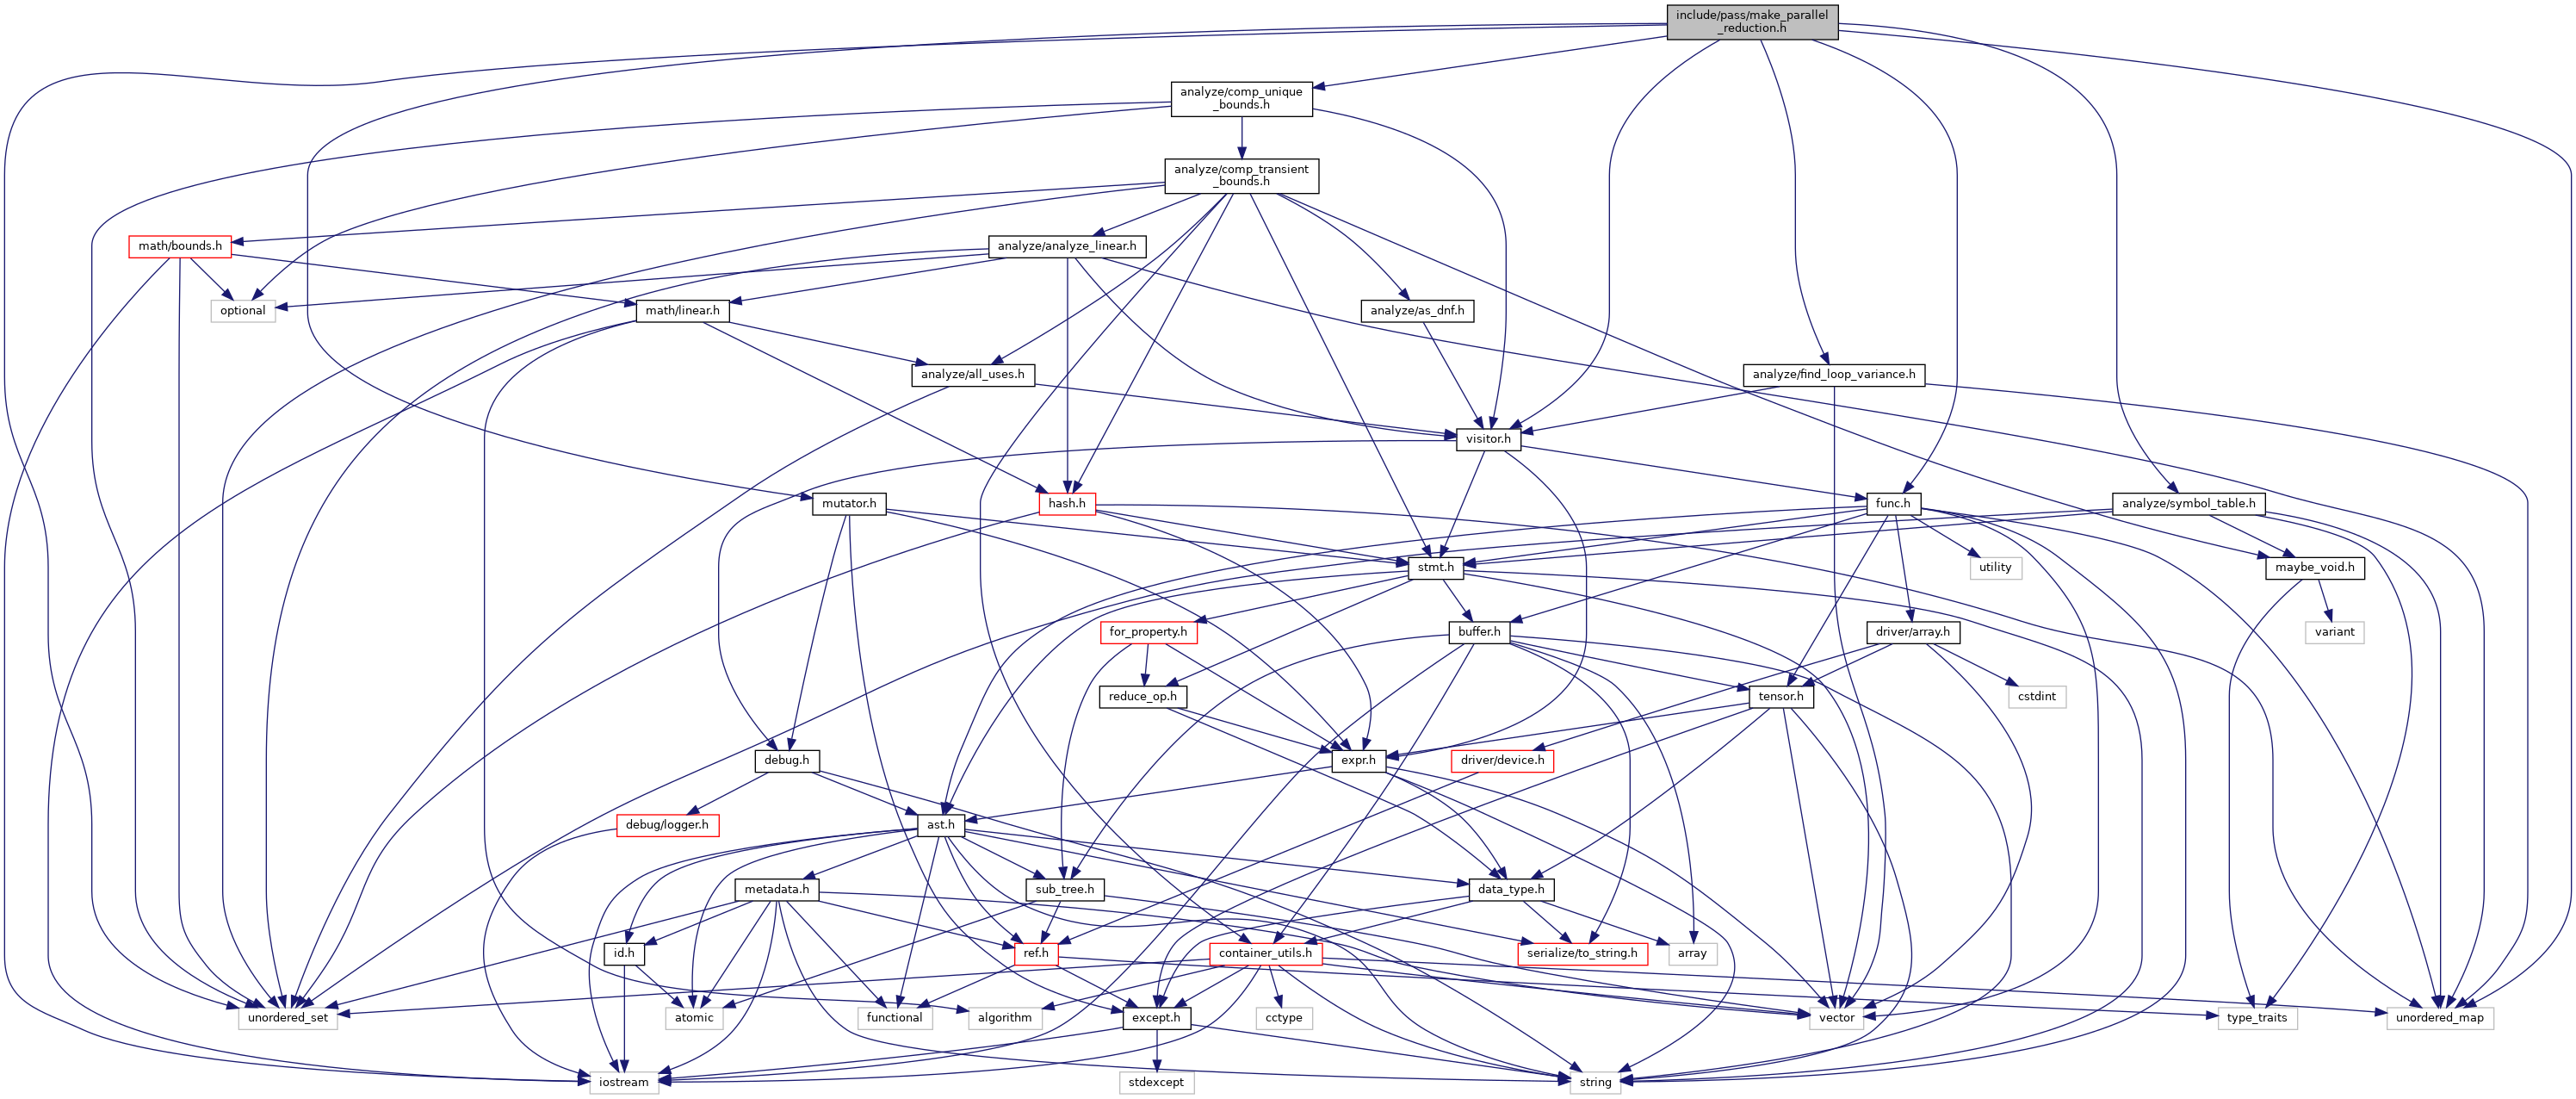 include/pass/make_parallel
_reduction.h
analyze/comp_unique
_bounds.h
analyze/comp_transient
_bounds.h
math/bounds.h
analyze/analyze_linear.h
optional
math/linear.h
analyze/as_dnf.h
analyze/all_uses.h
analyze/find_loop_variance.h
visitor.h
mutator.h
hash.h
func.h
analyze/symbol_table.h
stmt.h
utility
maybe_void.h
for_property.h
buffer.h
driver/array.h
variant
reduce_op.h
tensor.h
cstdint
debug.h
expr.h
driver/device.h
debug/logger.h
ast.h
metadata.h
sub_tree.h
data_type.h
id.h
ref.h
container_utils.h
serialize/to_string.h
array
unordered_set
atomic
functional
algorithm
except.h
cctype
vector
type_traits
unordered_map
iostream
stdexcept
string